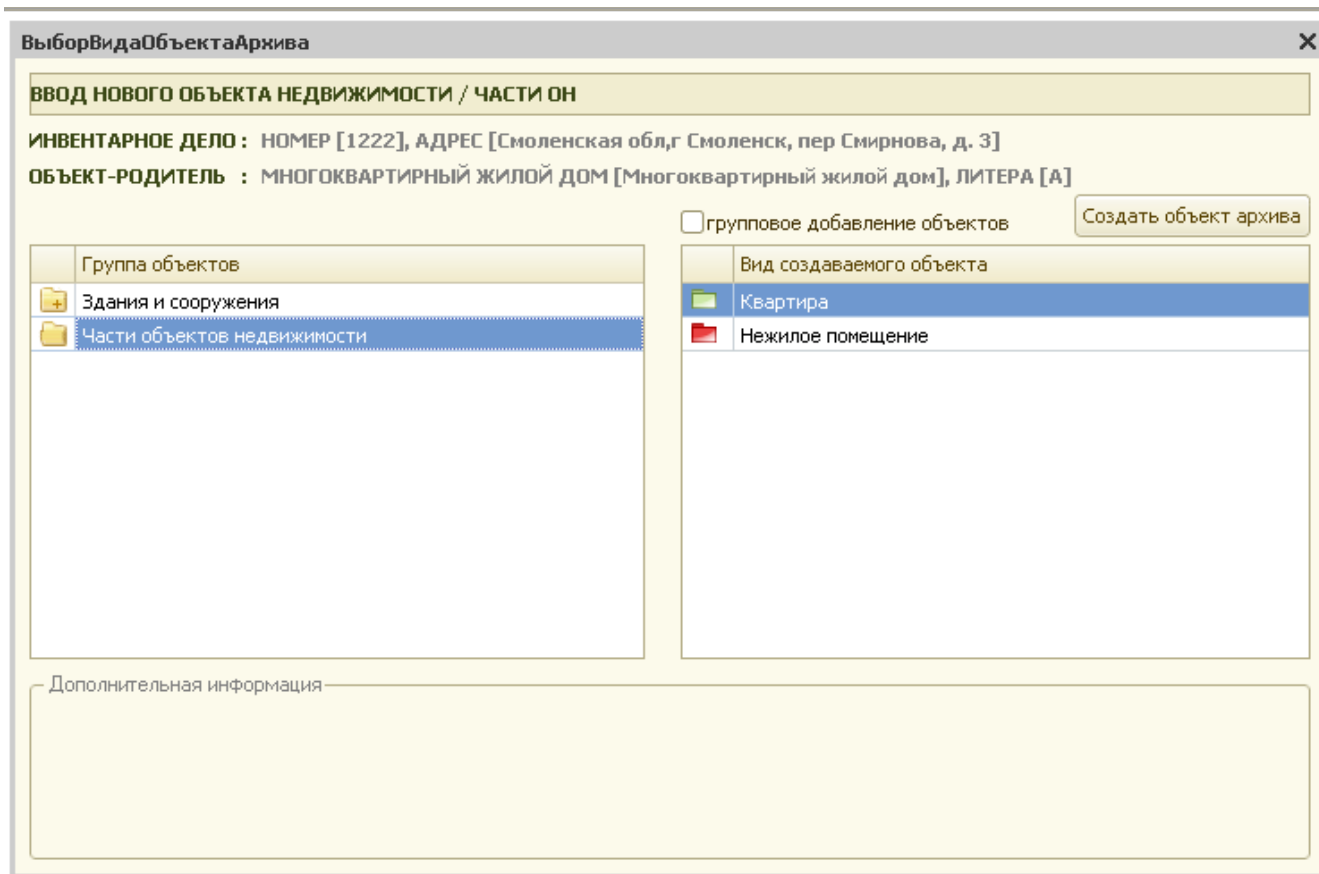 ВыборВидаОбъектаАрхива
ВВОД НОВОГО ОБЪЕКТА НЕДВИЖИМОСТИ / ЧАСТИ ОН
ИНВЕНТАРНОЕ ДЕЛО : НОМЕР [1222], АДРЕС [Смоленская обл,г Смоленск, пер Смирнова, д. 3]
ОБЪЕКТ-РОДИТЕЛЬ : МНОГОКВАРТИРНЫЙ ЖИЛОЙ ДОМ [Многоквартирный жилой дом], ЛИТЕРА [А]
групповое добавление объектов
Создать объект архива
Группа объектов
Здания и сооружения
Части объектов недвижимости
Вид создаваемого объекта
Квартира
Нежилое помещение
Дополнительная информация